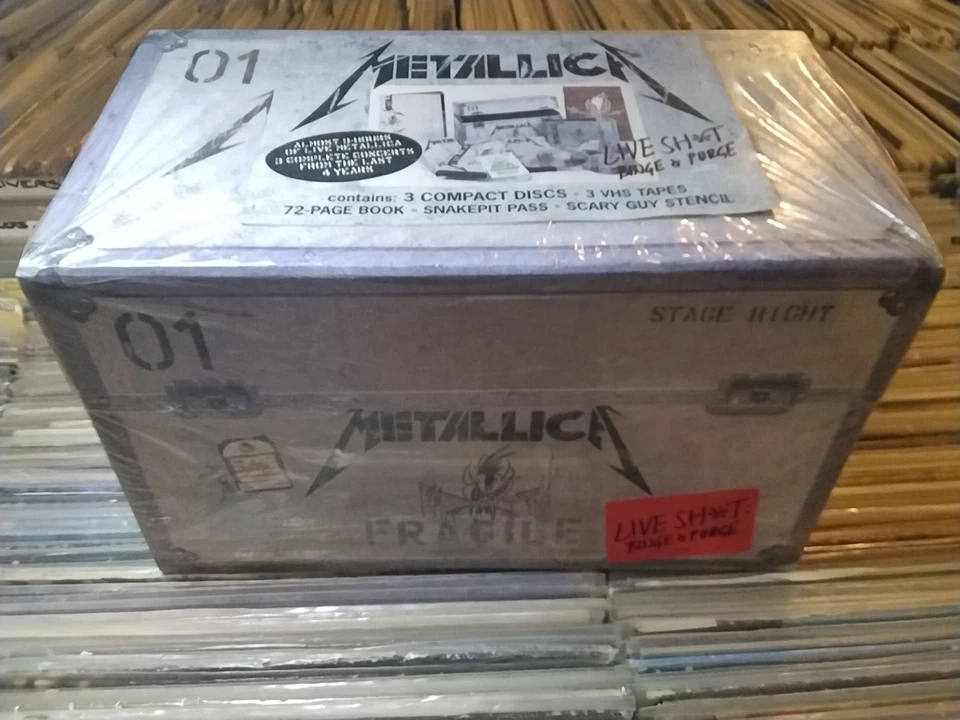 01
METALLICA
ALMOST 9 HOURS
OF LIVE METALLICA
3 COMPLETE CONCERTS
FROM THE LAST
4 YEARS
LIVE SH*T:
BINGE & PURGE
contains: 3 COMPACT DISCS - 3 VHS TAPES
72-PAGE BOOK - SNAKEPIT PASS - SCARY GUY STENCIL
01
STAGE RIGHT
METALLICA
FRAGILE
LIVE SH*T:
BINGE & PURGE